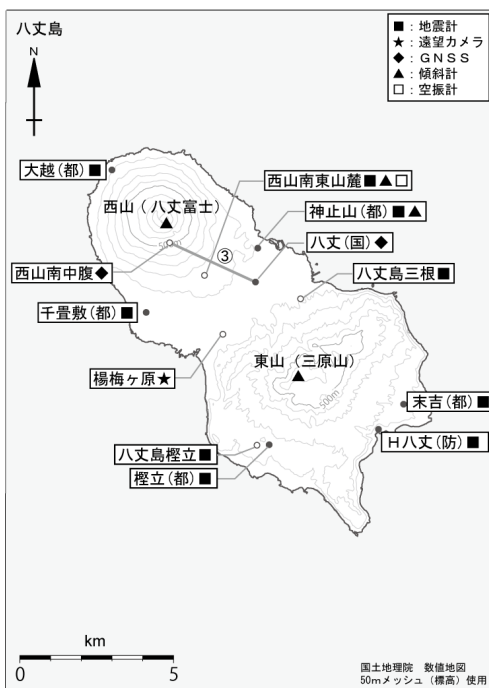 八丈島
N
■：地震計
★：遠望カメラ
◆：ＧＮＳＳ
▲：傾斜計
□：空振計
大越(都)■
西山南東山麓■▲□
西山（八丈富士）
神止山(都)■▲
③
八丈(国)◆
西山南中腹◆
八丈島三根■
千畳敷(都)■
東山（三原山）
楊梅ヶ原★
500m
末吉(都)■
Ｈ八丈(防)■
八丈島樫立■
樫立(都)■
km
0 5
国土地理院　数値地図
50mメッシュ（標高）使用